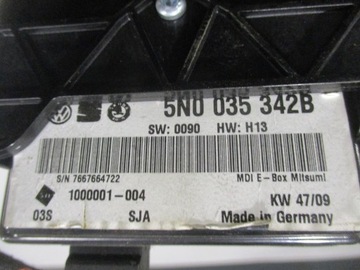 5N0 035 342B
SW: 0090 HW: H13
S/N 7667664722
MDI E-Box Mitsumi
1000001-004
KW 47/09
03S SJA Made in Germany